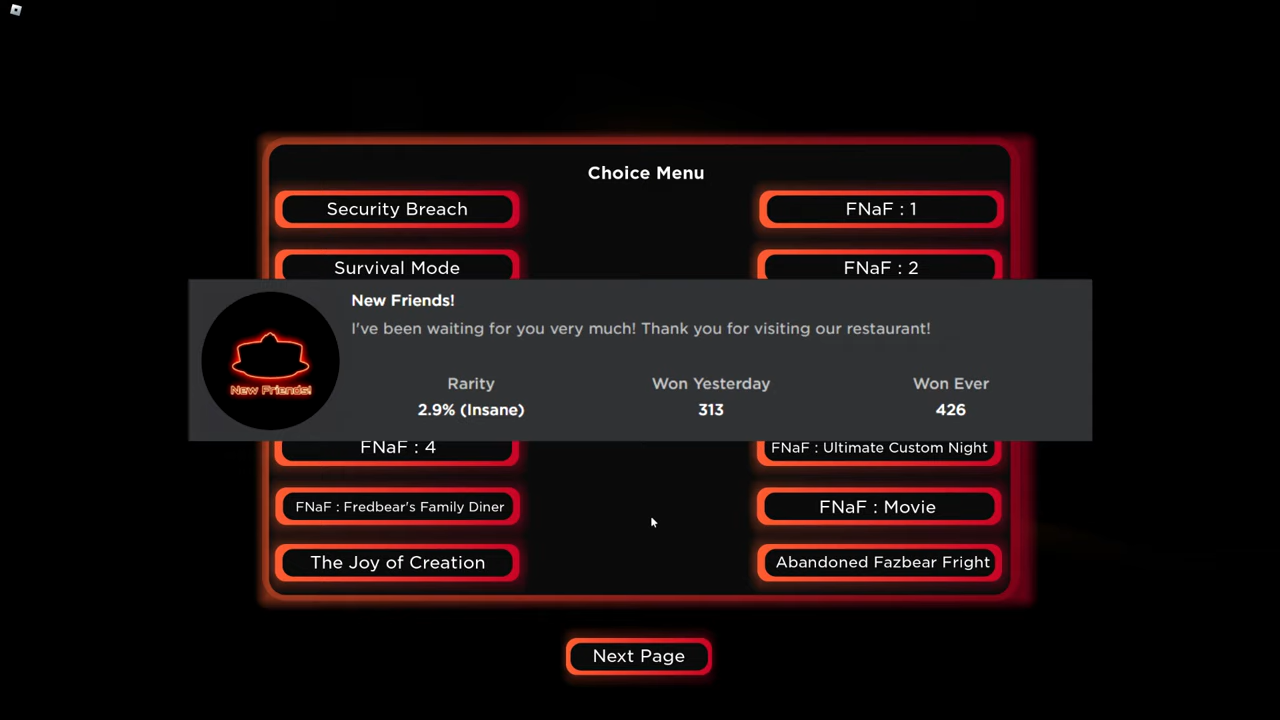 Choice Menu
Security Breach
FNaF : 1
Survival Mode
FNaF : 2
New Friends!
I've been waiting for you very much! Thank you for visiting our restaurant!
New Friends!
Rarity
Won Yesterday
Won Ever
2.9% (Insane)
313
426
FNaF : 4
FNaF : Ultimate Custom Night
FNaF : Fredbear's Family Diner
FNaF : Movie
The Joy of Creation
Abandoned Fazbear Fright
Next Page